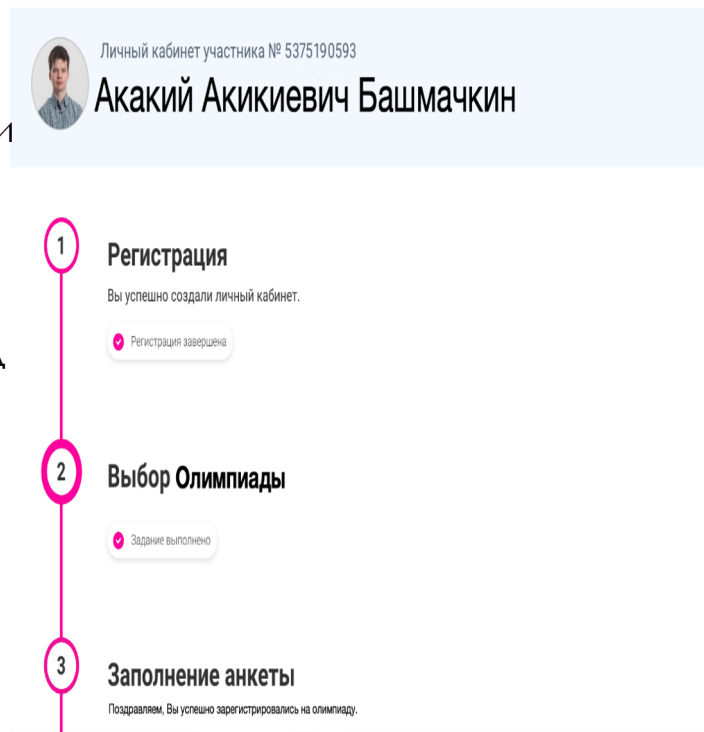 Личный кабинет участника № 5375190593
Акакий Акикиевич Башмачкин
и
1
Регистрация
Вы успешно создали личный кабинет.
Регистрация завершена
2
Выбор Олимпиады
Задание выполнено
3
Заполнение анкеты
Поздравляем, Вы успешно зарегистрировались на олимпиаду.